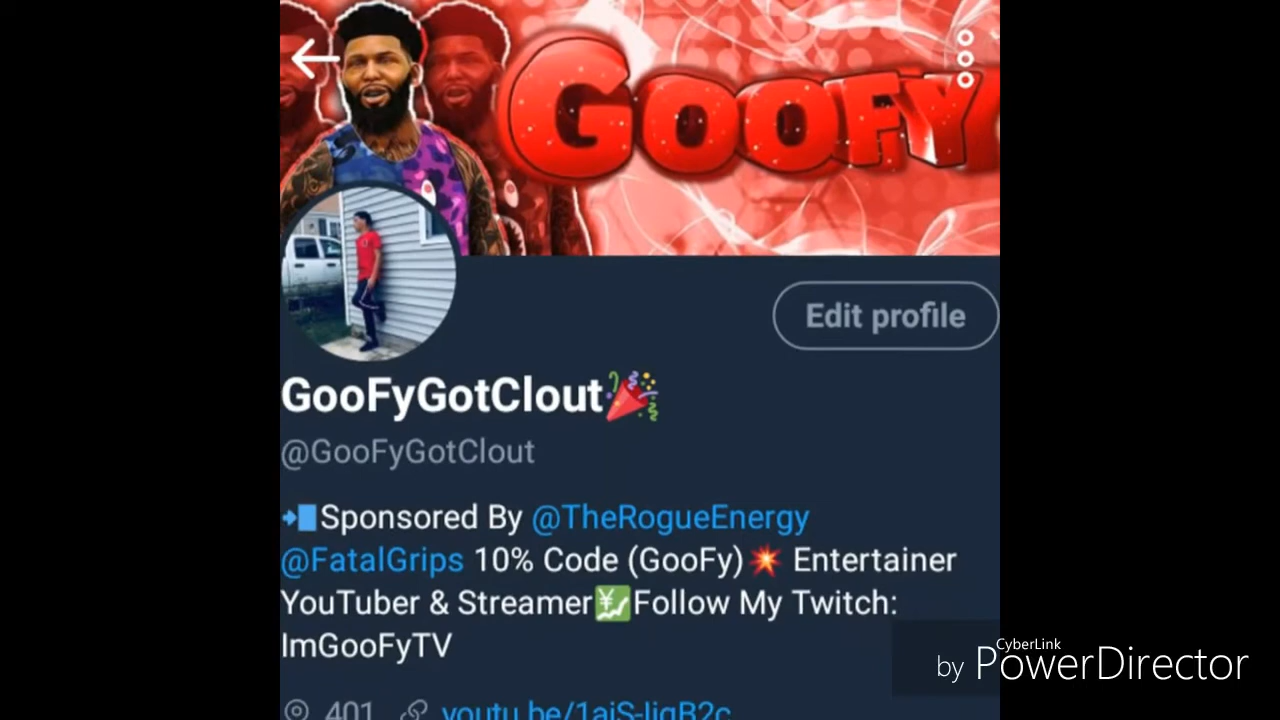 GOOFY
Edit profile
GooFyGotClout🎉
@GooFyGotClout
📲Sponsored By @TheRogueEnergy
@FatalGrips 10% Code (GooFy)💥 Entertainer
YouTuber & Streamer💹Follow My Twitch:
ImGooFyTV
401
CyberLink
by PowerDirector